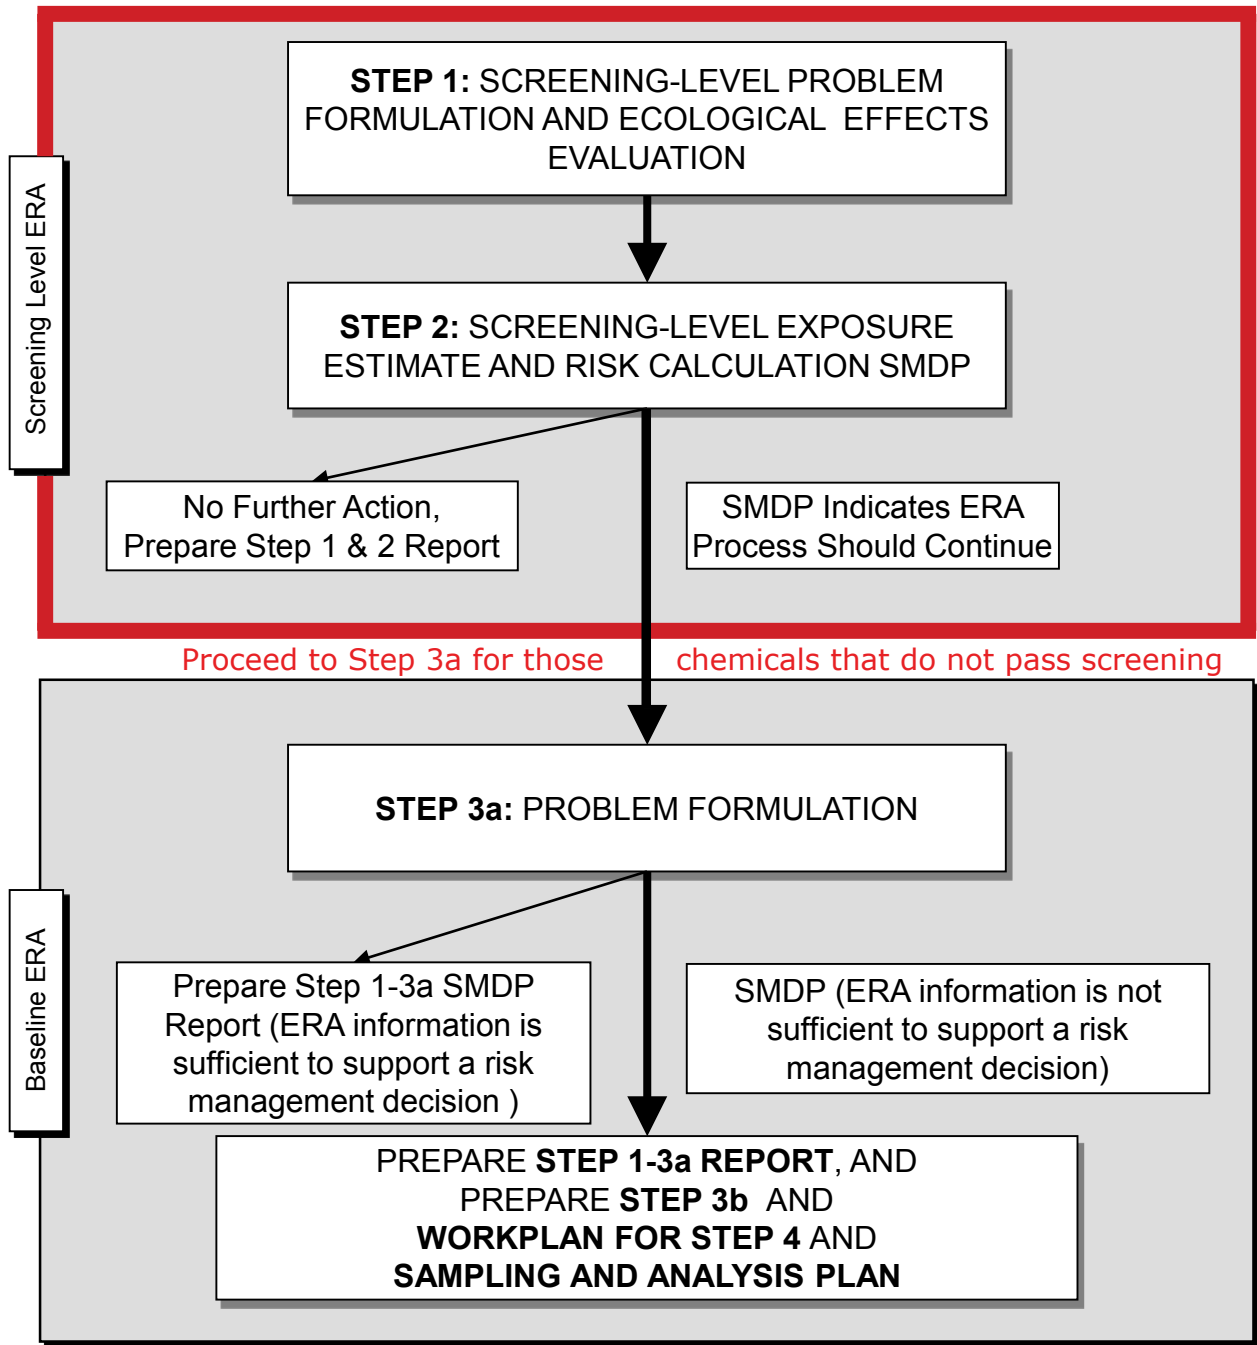 STEP 1: SCREENING-LEVEL PROBLEM
FORMULATION AND ECOLOGICAL EFFECTS
EVALUATION
Screening Level ERA
STEP 2: SCREENING-LEVEL EXPOSURE
ESTIMATE AND RISK CALCULATION SMDP
No Further Action,
Prepare Step 1 & 2 Report
SMDP Indicates ERA
Process Should Continue
Proceed to Step 3a for those chemicals that do not pass screening
STEP 3a: PROBLEM FORMULATION
Baseline ERA
Prepare Step 1-3a SMDP
Report (ERA information is
sufficient to support a risk
management decision )
SMDP (ERA information is not
sufficient to support a risk
management decision)
PREPARE STEP 1-3a REPORT, AND
PREPARE STEP 3b AND
WORKPLAN FOR STEP 4 AND
SAMPLING AND ANALYSIS PLAN